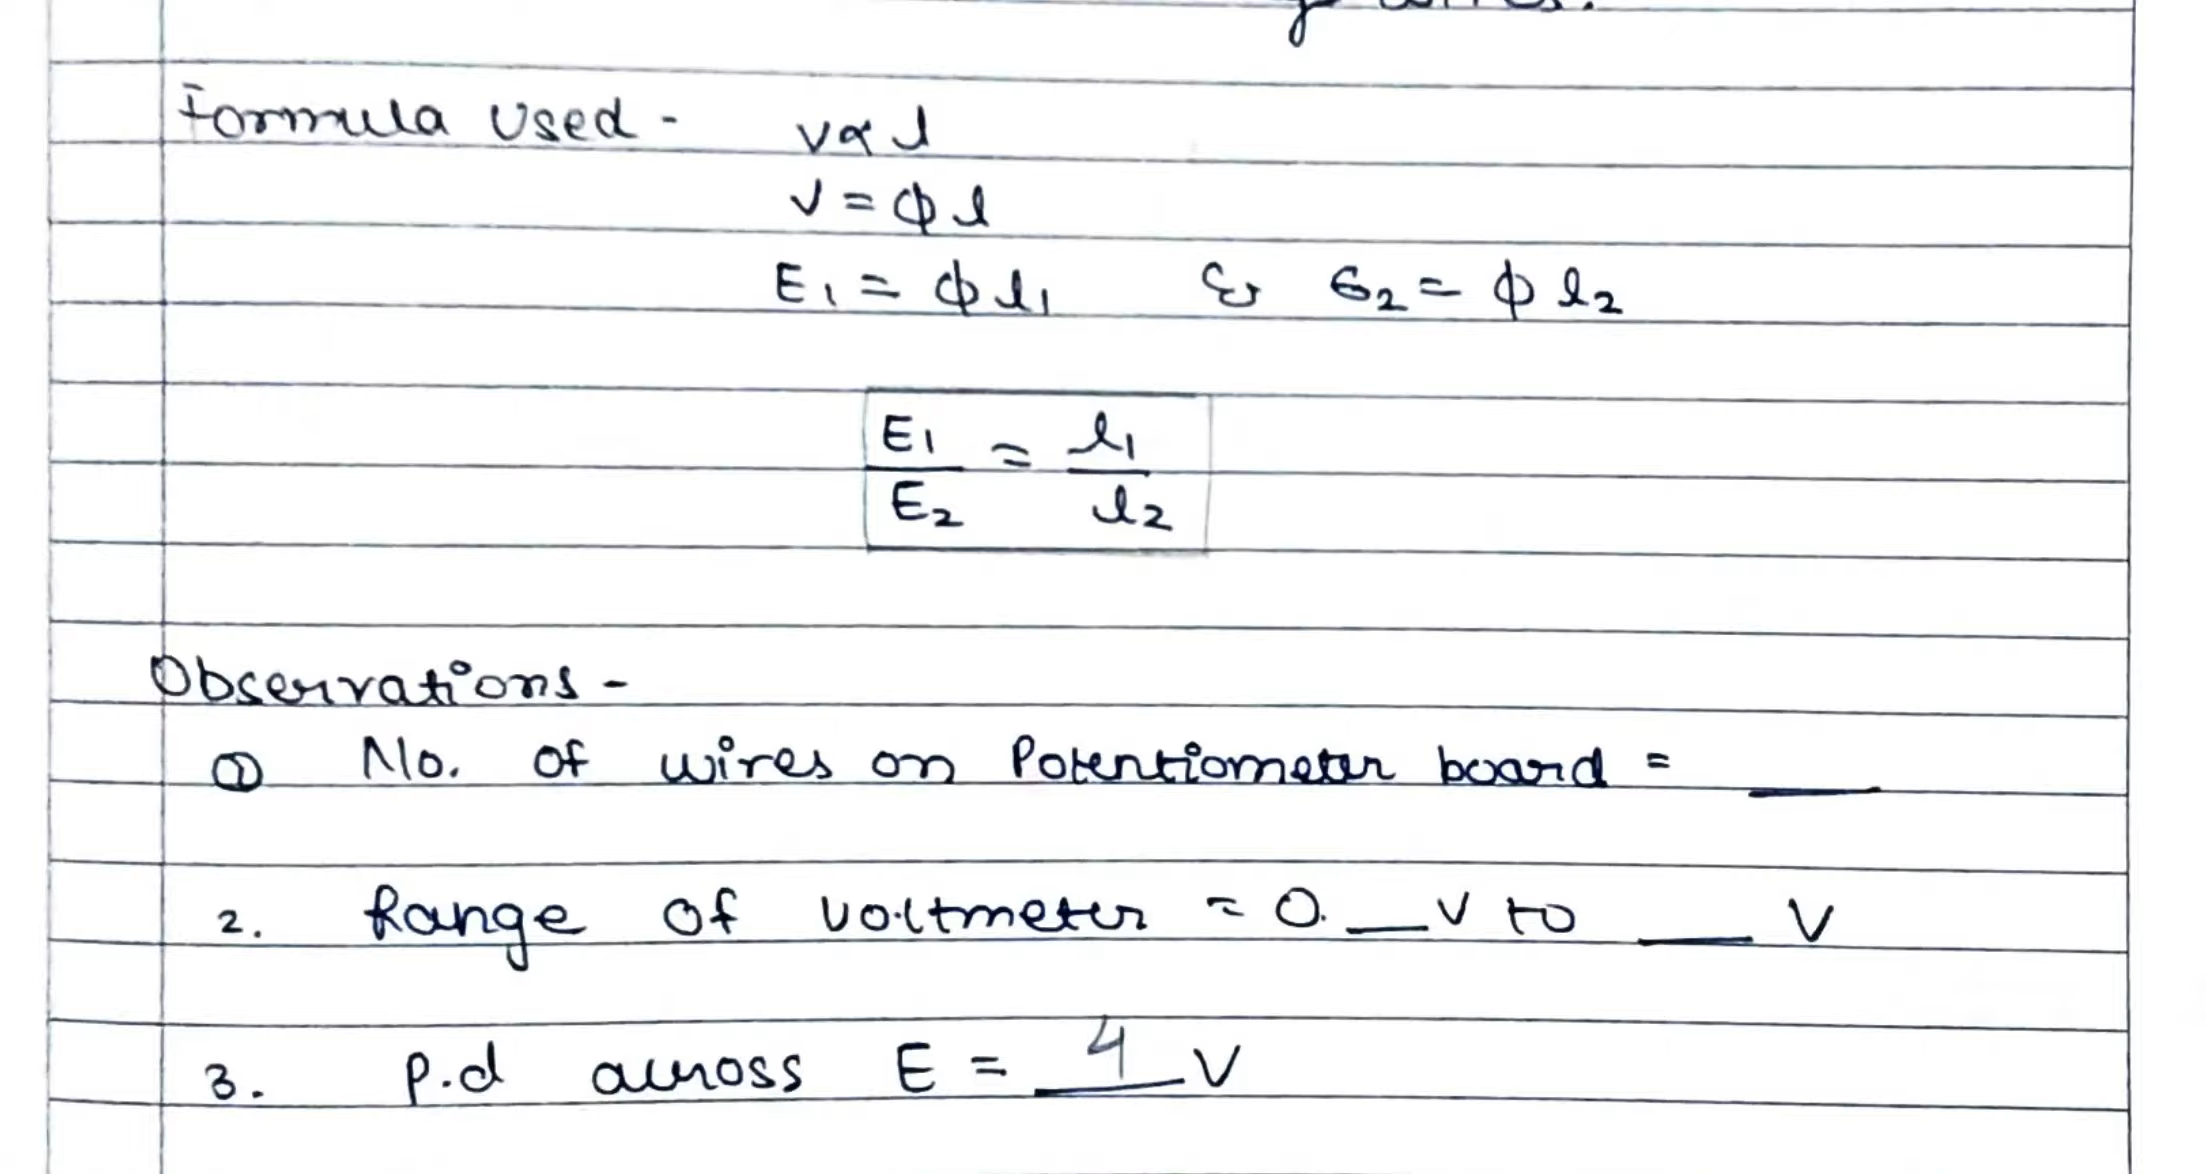 Formula Used - V ∝ l
V = ϕ l
E1 = ϕ l1 & E2 = ϕ l2
E1 / E2 = l1 / l2
Observations -
① No. of wires on Potentiometer board = ___
2. Range of voltmeter = 0. __ V to ___ V
3. P.d across E = 4 V